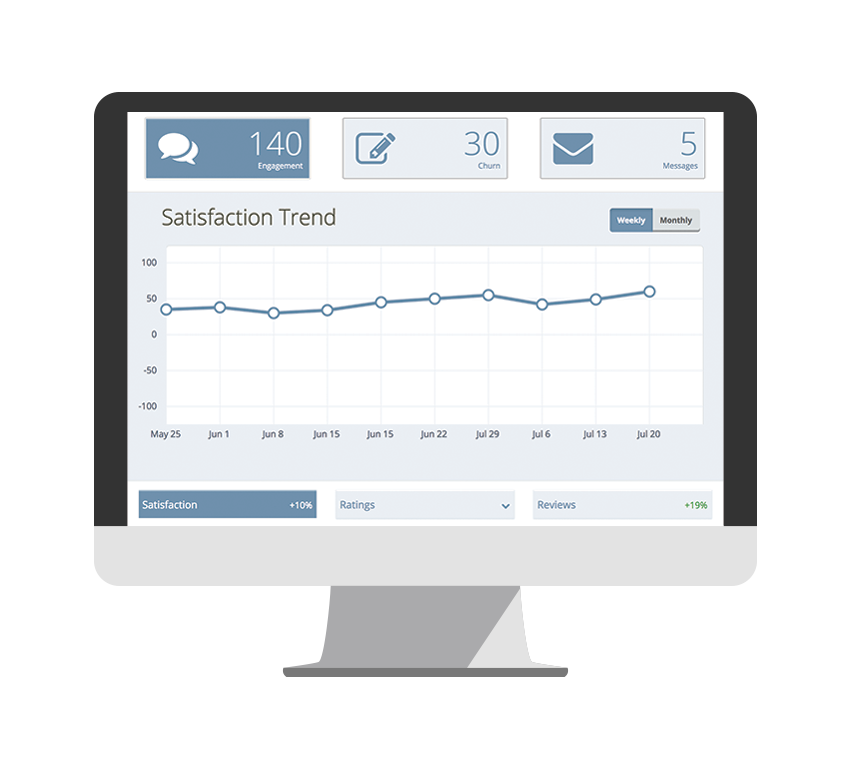 140
Engagement
30
Churn
5
Messages
Satisfaction Trend
Weekly Monthly
100
50
0
-50
-100
May 25 Jun 1 Jun 8 Jun 15 Jun 15 Jun 22 Jul 29 Jul 6 Jul 13 Jul 20
Satisfaction +10%
Ratings
Reviews +19%